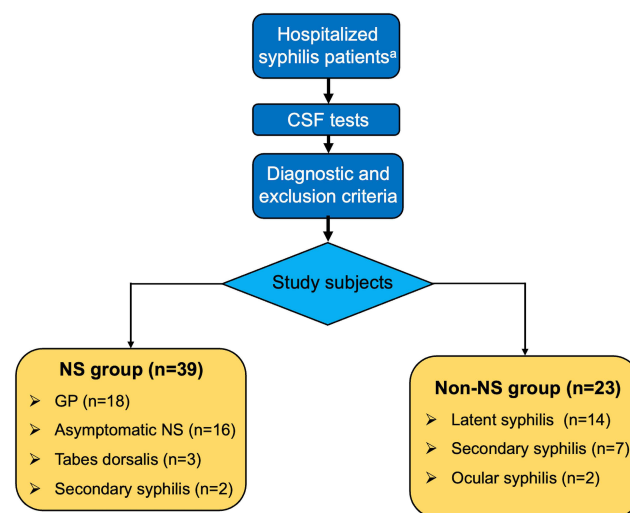 Hospitalized
syphilis patientsᵃ
CSF tests
Diagnostic and
exclusion criteria
Study subjects
NS group (n=39)
➢ GP (n=18)
➢ Asymptomatic NS (n=16)
➢ Tabes dorsalis (n=3)
➢ Secondary syphilis (n=2)
Non-NS group (n=23)
➢ Latent syphilis (n=14)
➢ Secondary syphilis (n=7)
➢ Ocular syphilis (n=2)